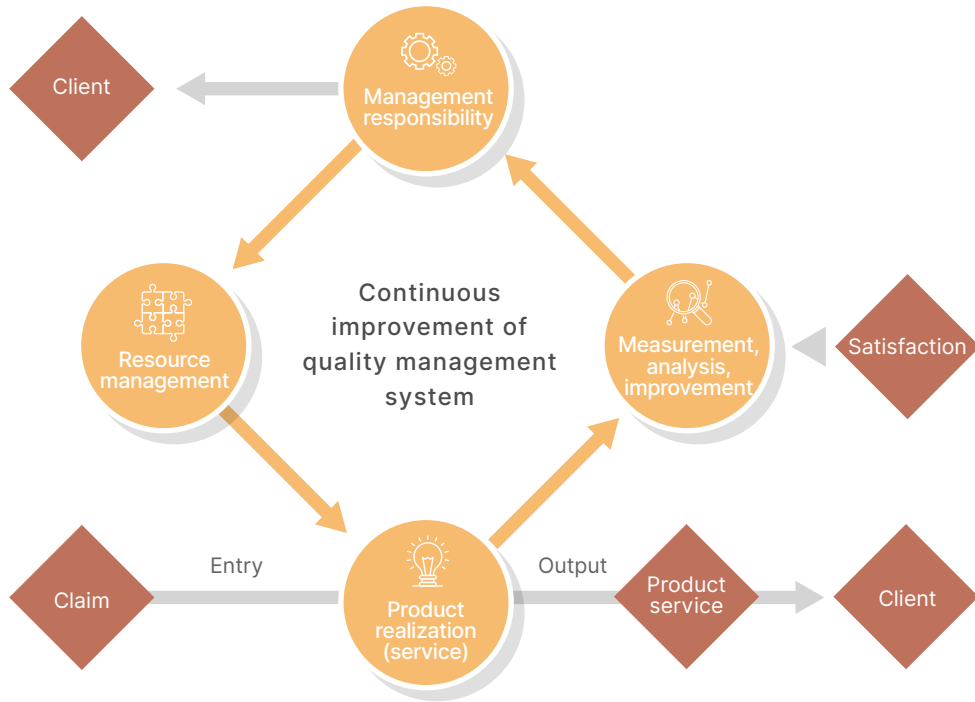 Client
Management
responsibility
Continuous
improvement of
quality management
system
Resource
management
Measurement,
analysis,
improvement
Satisfaction
Claim
Entry
Product
realization
(service)
Output
Product
service
Client